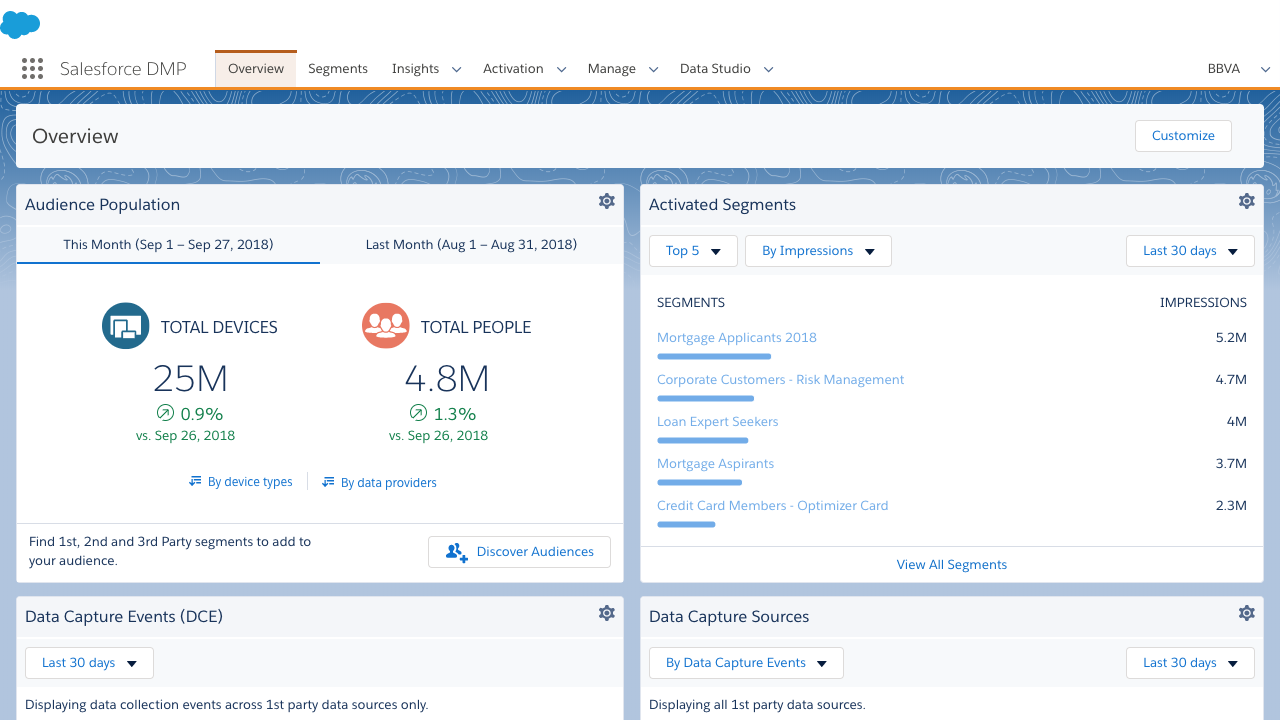 Salesforce DMP
Overview
Segments
Insights
Activation
Manage
Data Studio
BBVA
Overview
Customize
Audience Population
This Month (Sep 1 – Sep 27, 2018)
Last Month (Aug 1 – Aug 31, 2018)
TOTAL DEVICES
25M
0.9%
vs. Sep 26, 2018
TOTAL PEOPLE
4.8M
1.3%
vs. Sep 26, 2018
By device types
By data providers
Find 1st, 2nd and 3rd Party segments to add to
your audience.
Discover Audiences
Activated Segments
Top 5
By Impressions
Last 30 days
SEGMENTS
IMPRESSIONS
Mortgage Applicants 2018
5.2M
Corporate Customers - Risk Management
4.7M
Loan Expert Seekers
4M
Mortgage Aspirants
3.7M
Credit Card Members - Optimizer Card
2.3M
View All Segments
Data Capture Events (DCE)
Last 30 days
Displaying data collection events across 1st party data sources only.
Data Capture Sources
By Data Capture Events
Last 30 days
Displaying all 1st party data sources.